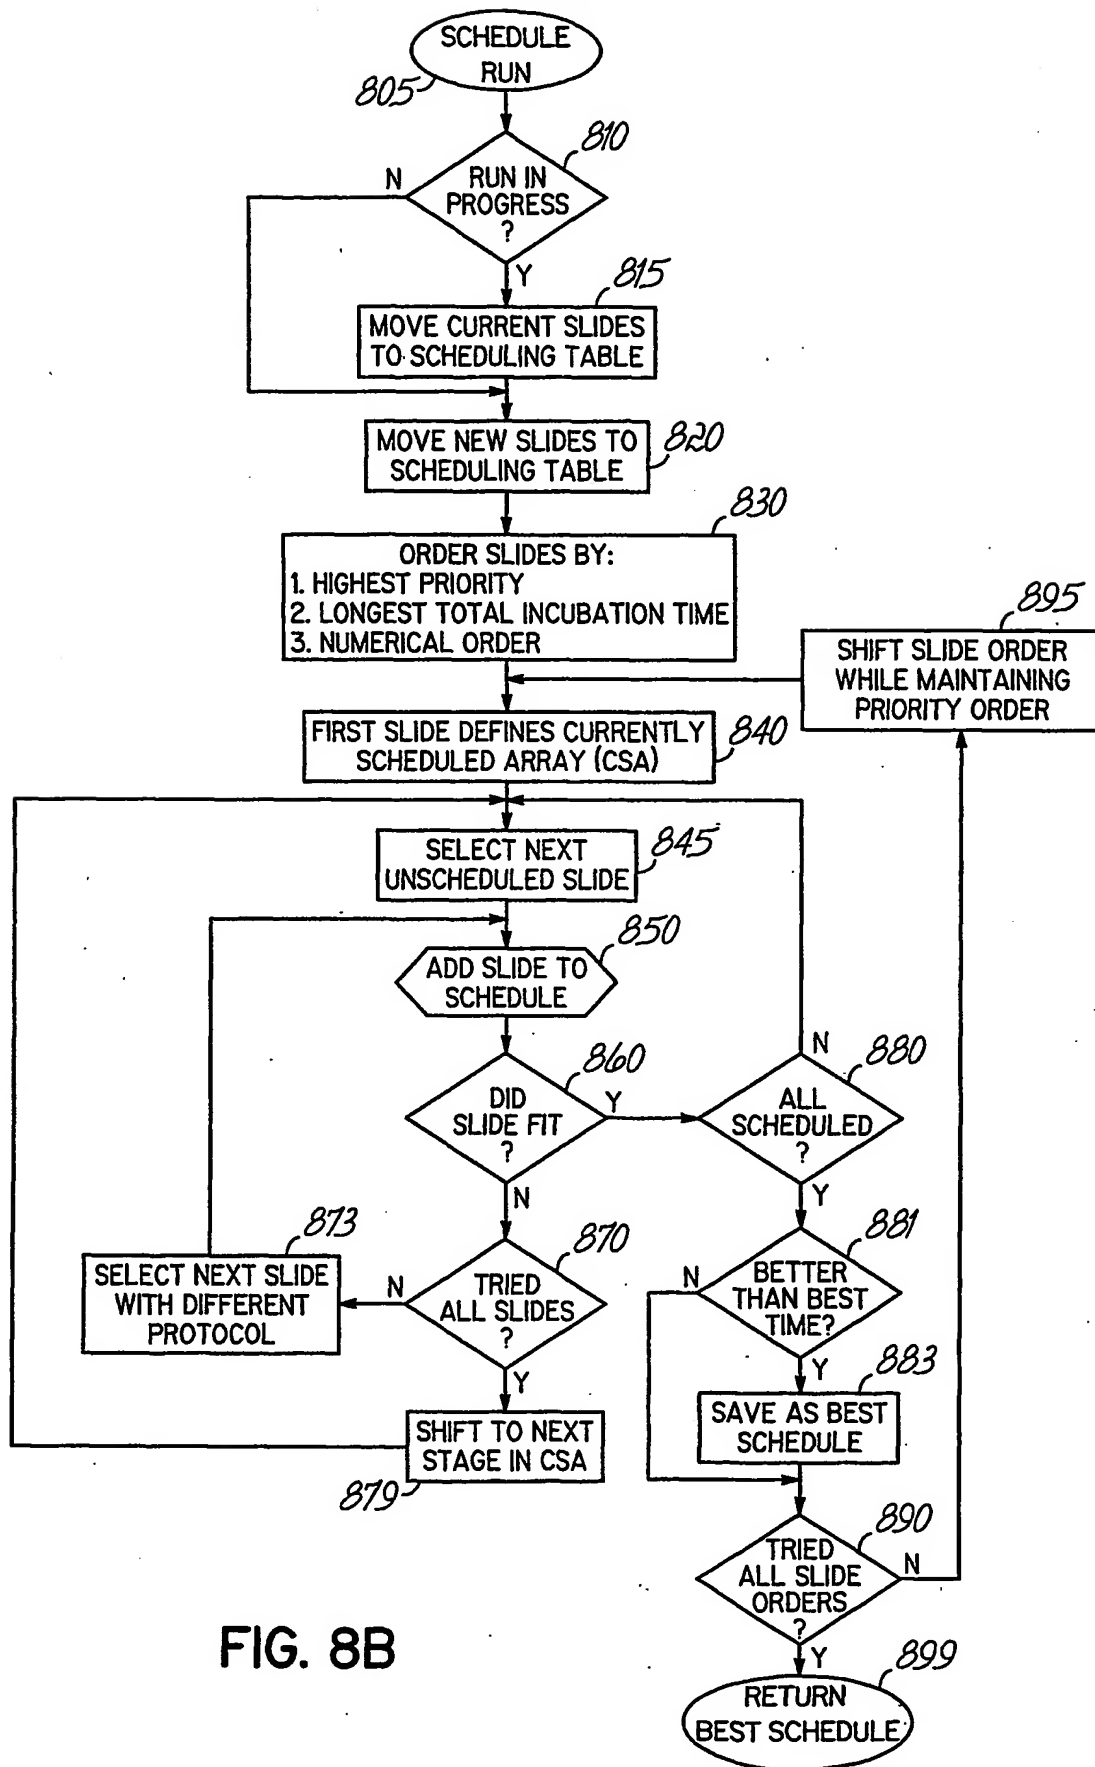 SCHEDULE
RUN
805
810
RUN IN
PROGRESS
?
N
Y
815
MOVE CURRENT SLIDES
TO SCHEDULING TABLE
MOVE NEW SLIDES TO
SCHEDULING TABLE
820
830
ORDER SLIDES BY:
1. HIGHEST PRIORITY
2. LONGEST TOTAL INCUBATION TIME
3. NUMERICAL ORDER
895
SHIFT SLIDE ORDER
WHILE MAINTAINING
PRIORITY ORDER
FIRST SLIDE DEFINES CURRENTLY
SCHEDULED ARRAY (CSA)
840
SELECT NEXT
UNSCHEDULED SLIDE
845
850
ADD SLIDE TO
SCHEDULE
860
DID
SLIDE FIT
?
Y
N
880
ALL
SCHEDULED
?
N
Y
873
SELECT NEXT SLIDE
WITH DIFFERENT
PROTOCOL
870
TRIED
ALL SLIDES
?
N
Y
881
BETTER
THAN BEST
TIME?
N
Y
SHIFT TO NEXT
STAGE IN CSA
879
883
SAVE AS BEST
SCHEDULE
890
TRIED
ALL SLIDE
ORDERS
?
N
Y
899
RETURN
BEST SCHEDULE
FIG. 8B